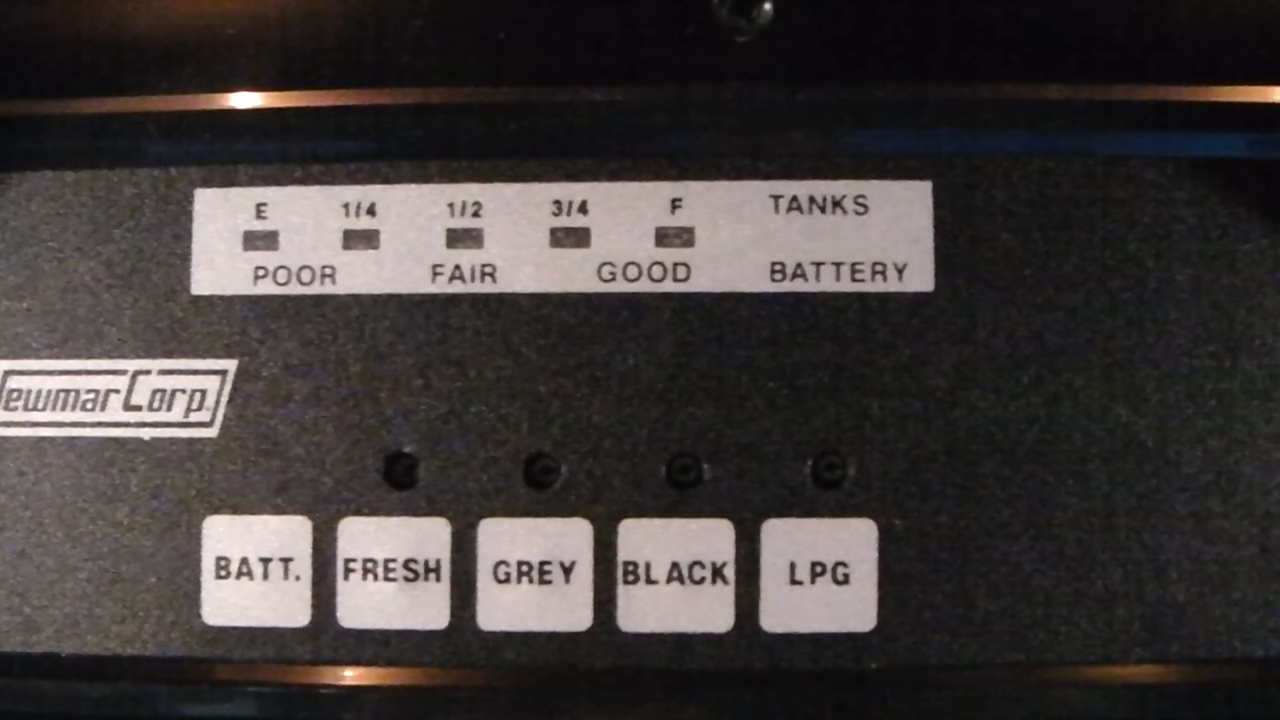 E 1/4 1/2 3/4 F TANKS
POOR FAIR GOOD BATTERY
ewmar Corp.
BATT. FRESH GREY BLACK LPG